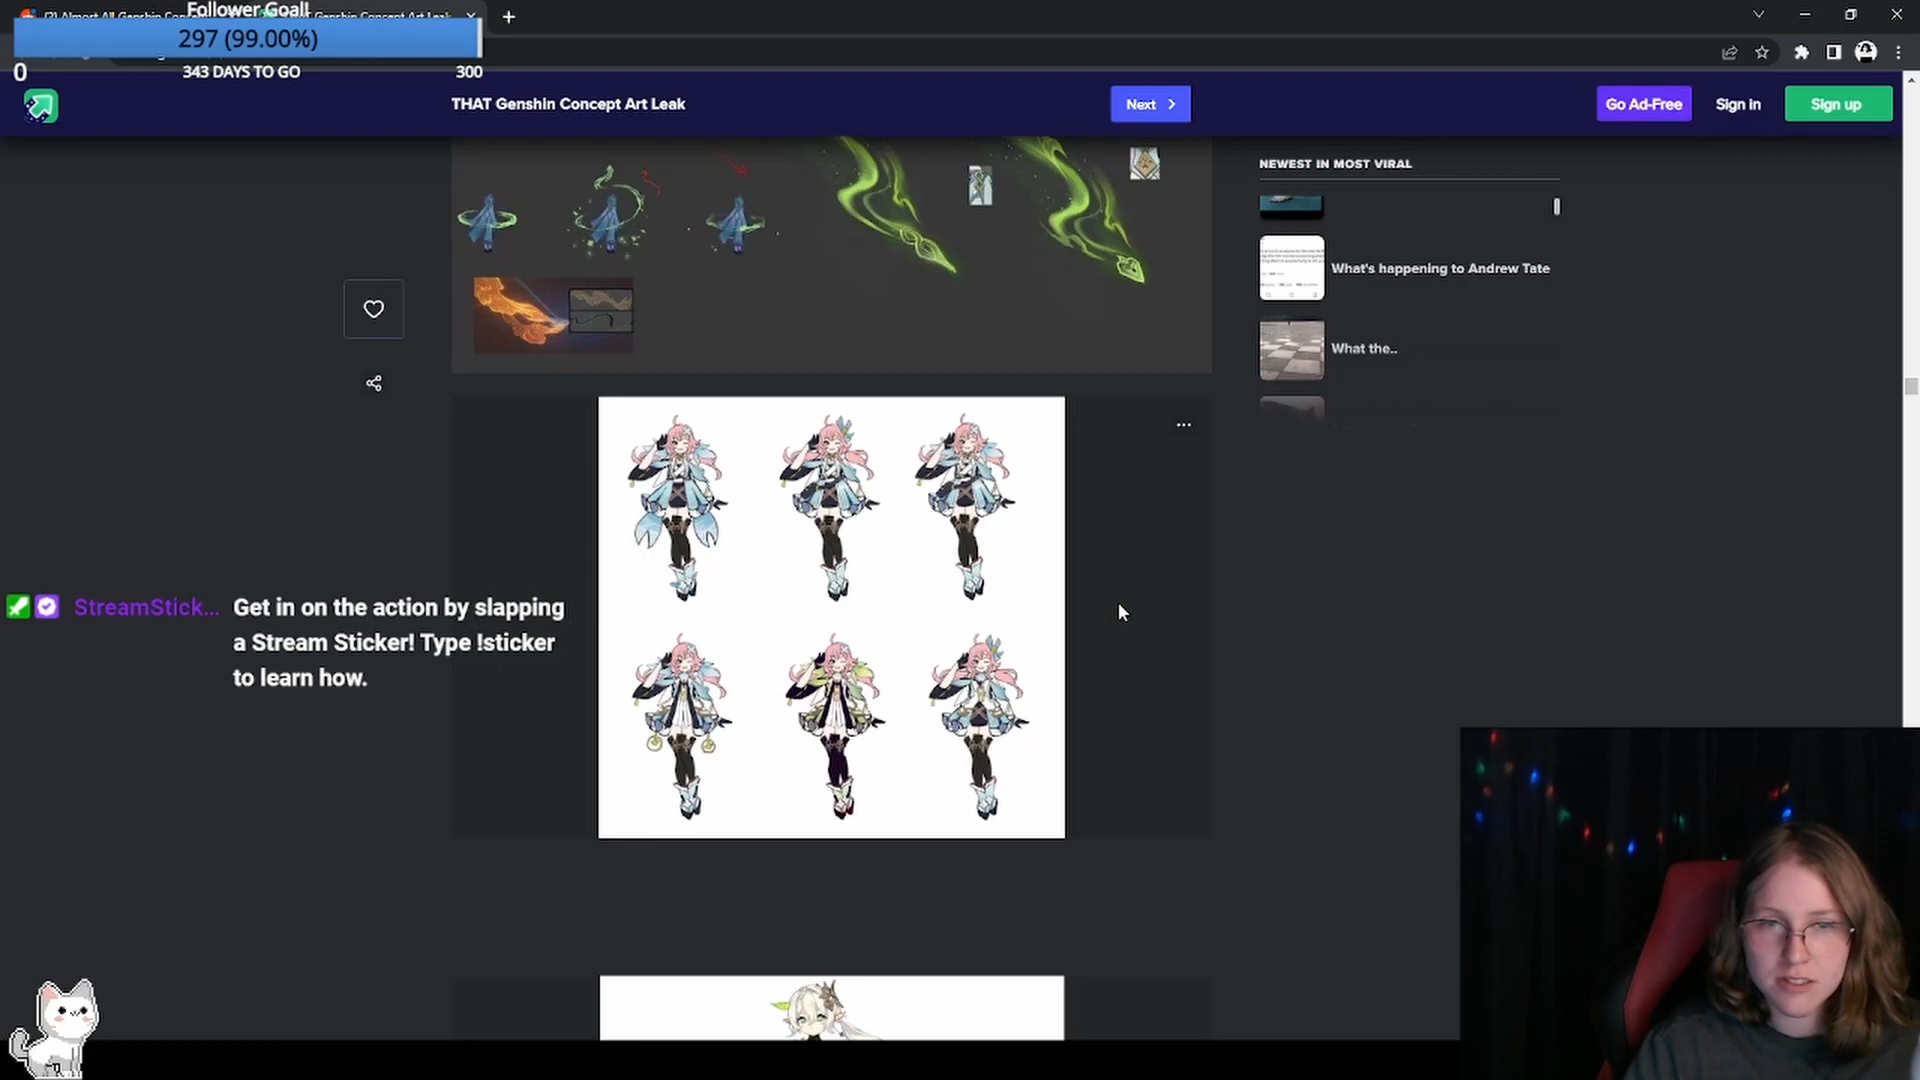 Follower Goal!
297 (99.00%)
0
343 DAYS TO GO
300
THAT Genshin Concept Art Leak
Next
Go Ad-Free
Sign in
Sign up
NEWEST IN MOST VIRAL
What's happening to Andrew Tate
What the..
StreamStick...
Get in on the action by slapping
a Stream Sticker! Type !sticker
to learn how.